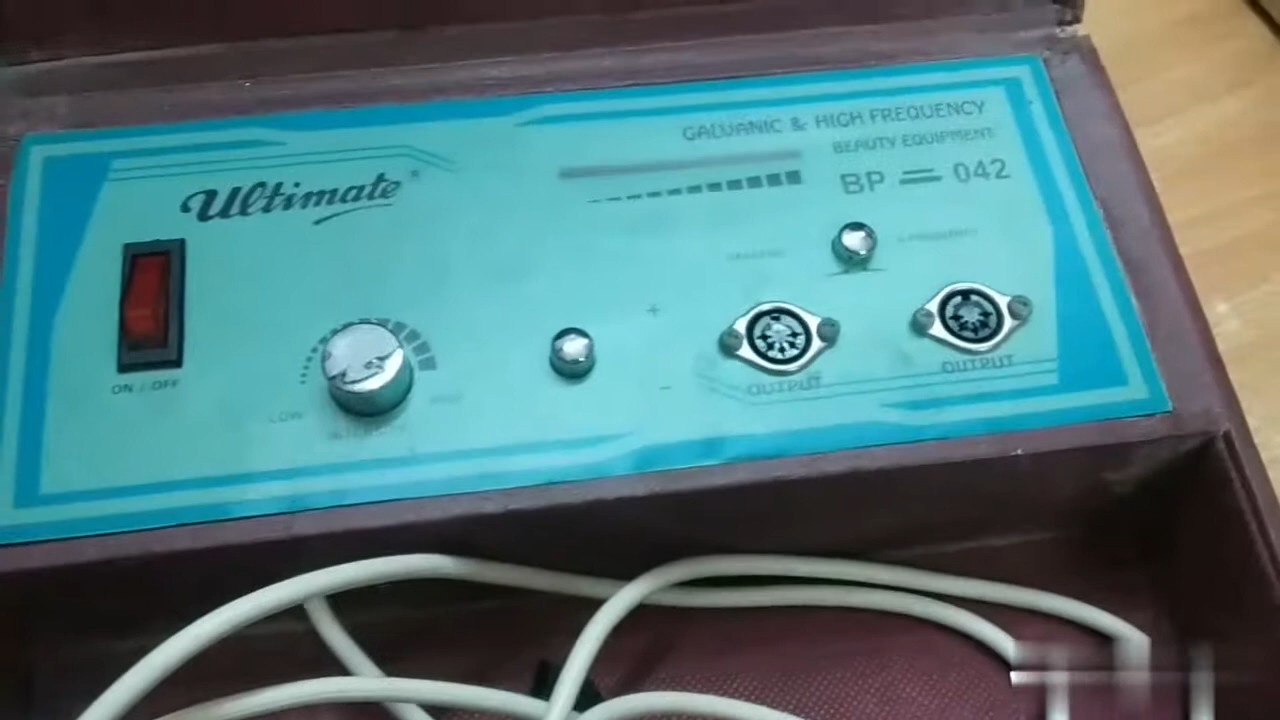 Ultimate
GALVANIC & HIGH FREQUENCY
BEAUTY EQUIPMENT
BP = 042
ON / OFF
LOW
+
-
OUTPUT
OUTPUT